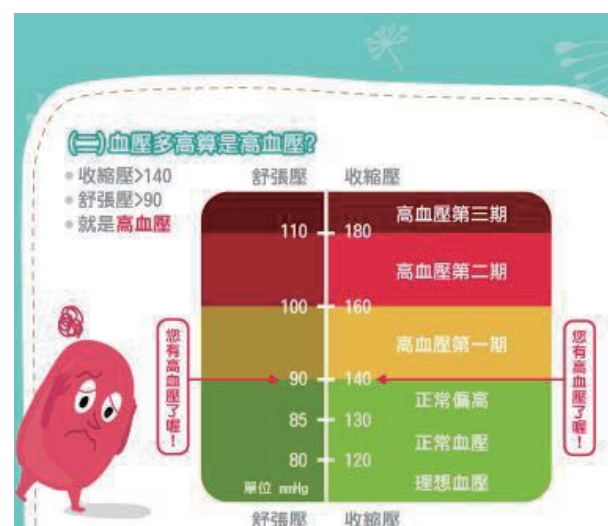 (二)血壓多高算是高血壓?
• 收縮壓>140
• 舒張壓>90
• 就是高血壓
舒張壓 收縮壓
高血壓第三期
110 180
高血壓第二期
100 160
高血壓第一期
90 140
正常偏高
85 130
正常血壓
80 120
單位 mmHg
理想血壓
舒張壓 收縮壓
您有高血壓了喔!
您有高血壓了喔!